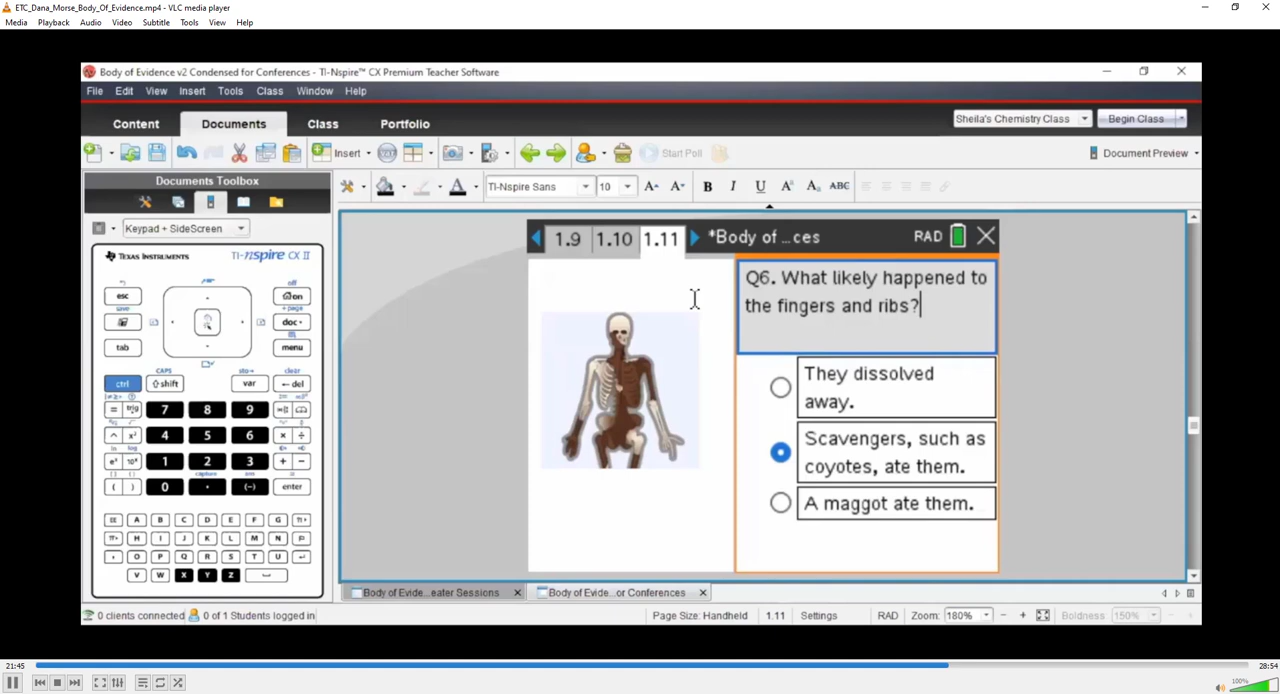 ETC_Dana_Morse_Body_Of_Evidence.mp4 - VLC media player
Media Playback Audio Video Subtitle Tools View Help
Body of Evidence v2 Condensed for Conferences - TI-Nspire™ CX Premium Teacher Software
File Edit View Insert Tools Class Window Help
Content Documents Class Portfolio
Sheila's Chemistry Class Begin Class
Insert Start Poll Document Preview
Documents Toolbox
TI-Nspire Sans 10 B I U ABC
Keypad + SideScreen
TEXAS INSTRUMENTS TI-nspire CX II
esc on
save + page
doc
tab menu
CAPS
ctrl shift var del
trig 7 8 9
4 5 6
1 2 3
0 . (–) enter
EE A B C D E F G
H I J K L M N
O P Q R S T U
V W X Y Z
1.9 1.10 1.11 *Body of ...ces RAD
Q6. What likely happened to
the fingers and ribs?
They dissolved
away.
Scavengers, such as
coyotes, ate them.
A maggot ate them.
Body of Evide...eater Sessions Body of Evide...or Conferences
0 clients connected 0 of 1 Students logged in Page Size: Handheld 1.11 Settings RAD Zoom: 180% Boldness: 150%
21:45 28:54
100%